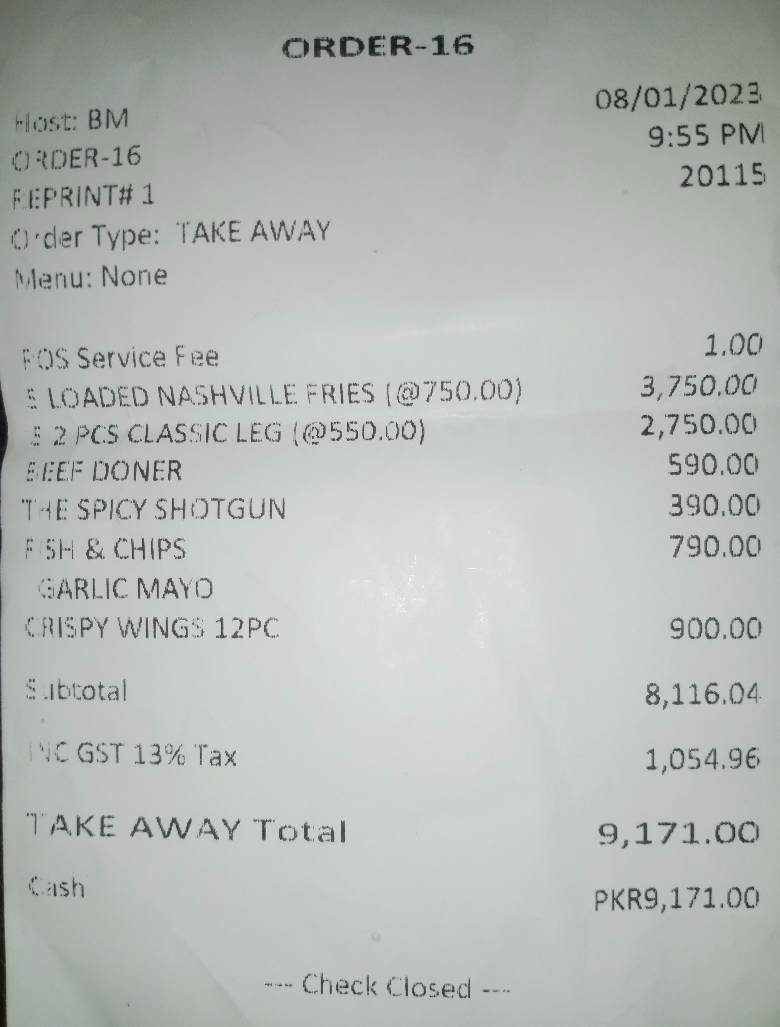 ORDER-16
Host: BM 08/01/2023
ORDER-16 9:55 PM
REPRINT# 1 20115
Order Type: TAKE AWAY
Menu: None
POS Service Fee 1.00
5 LOADED NASHVILLE FRIES (@750.00) 3,750.00
5 2 PCS CLASSIC LEG (@550.00) 2,750.00
BEEF DONER 590.00
THE SPICY SHOTGUN 390.00
FISH & CHIPS 790.00
GARLIC MAYO
CRISPY WINGS 12PC 900.00
Subtotal 8,116.04
INC GST 13% Tax 1,054.96
TAKE AWAY Total 9,171.00
Cash PKR9,171.00
--- Check Closed ---